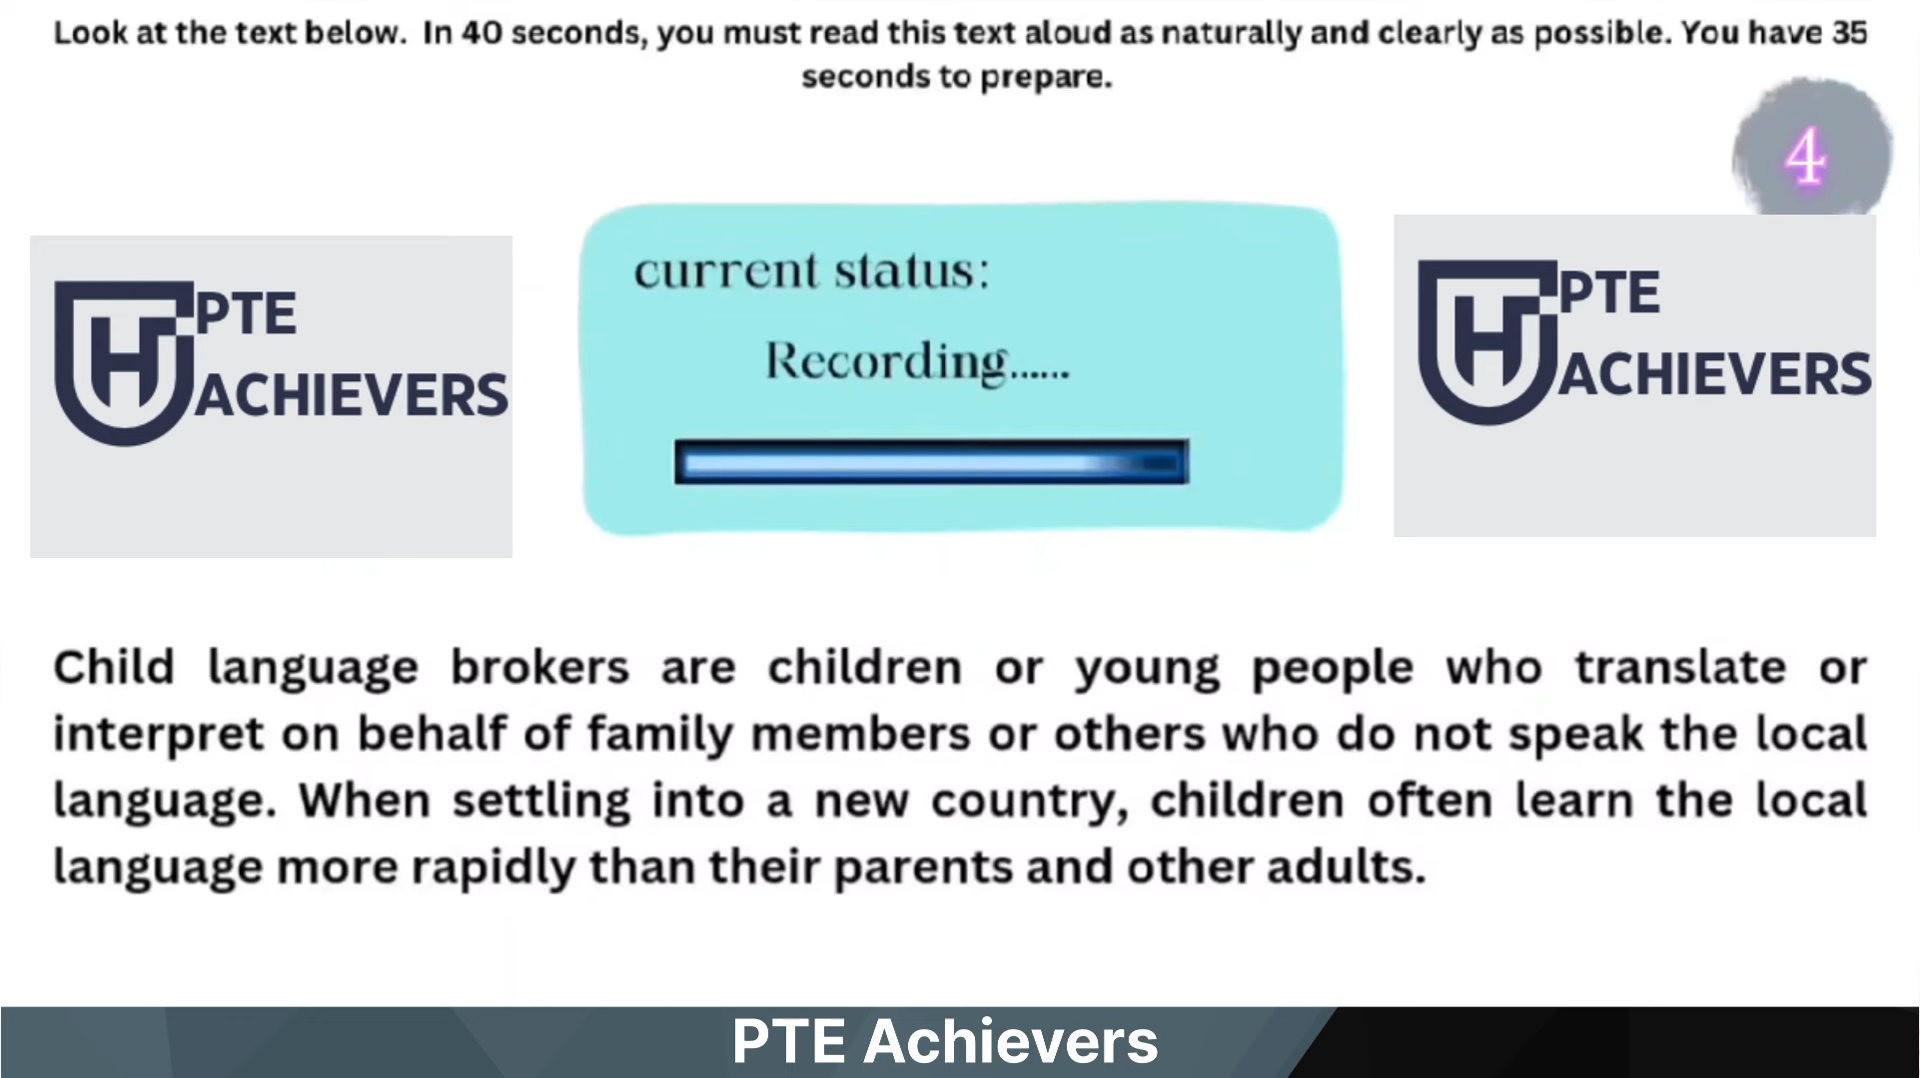 Look at the text below. In 40 seconds, you must read this text aloud as naturally and clearly as possible. You have 35
seconds to prepare.
4
PTE
ACHIEVERS
current status:
Recording......
PTE
ACHIEVERS
Child language brokers are children or young people who translate or
interpret on behalf of family members or others who do not speak the local
language. When settling into a new country, children often learn the local
language more rapidly than their parents and other adults.
PTE Achievers